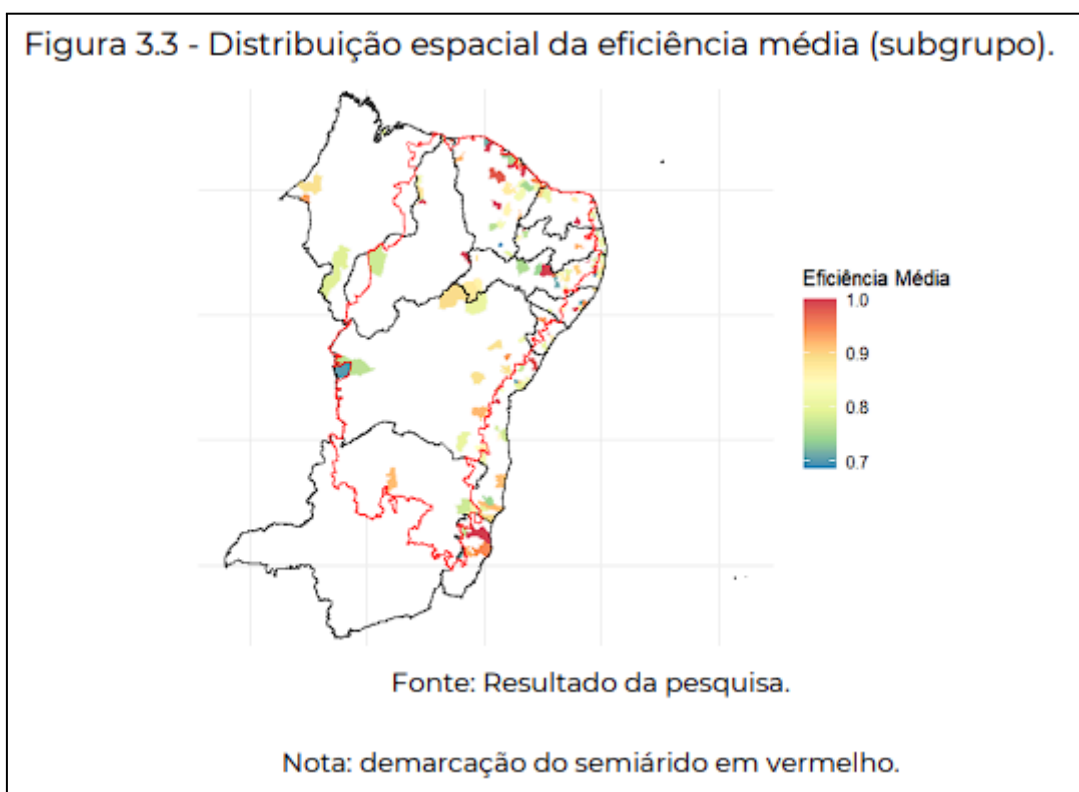 Figura 3.3 - Distribuição espacial da eficiência média (subgrupo).
Eficiência Média
1.0
0.9
0.8
0.7
Fonte: Resultado da pesquisa.
Nota: demarcação do semiárido em vermelho.